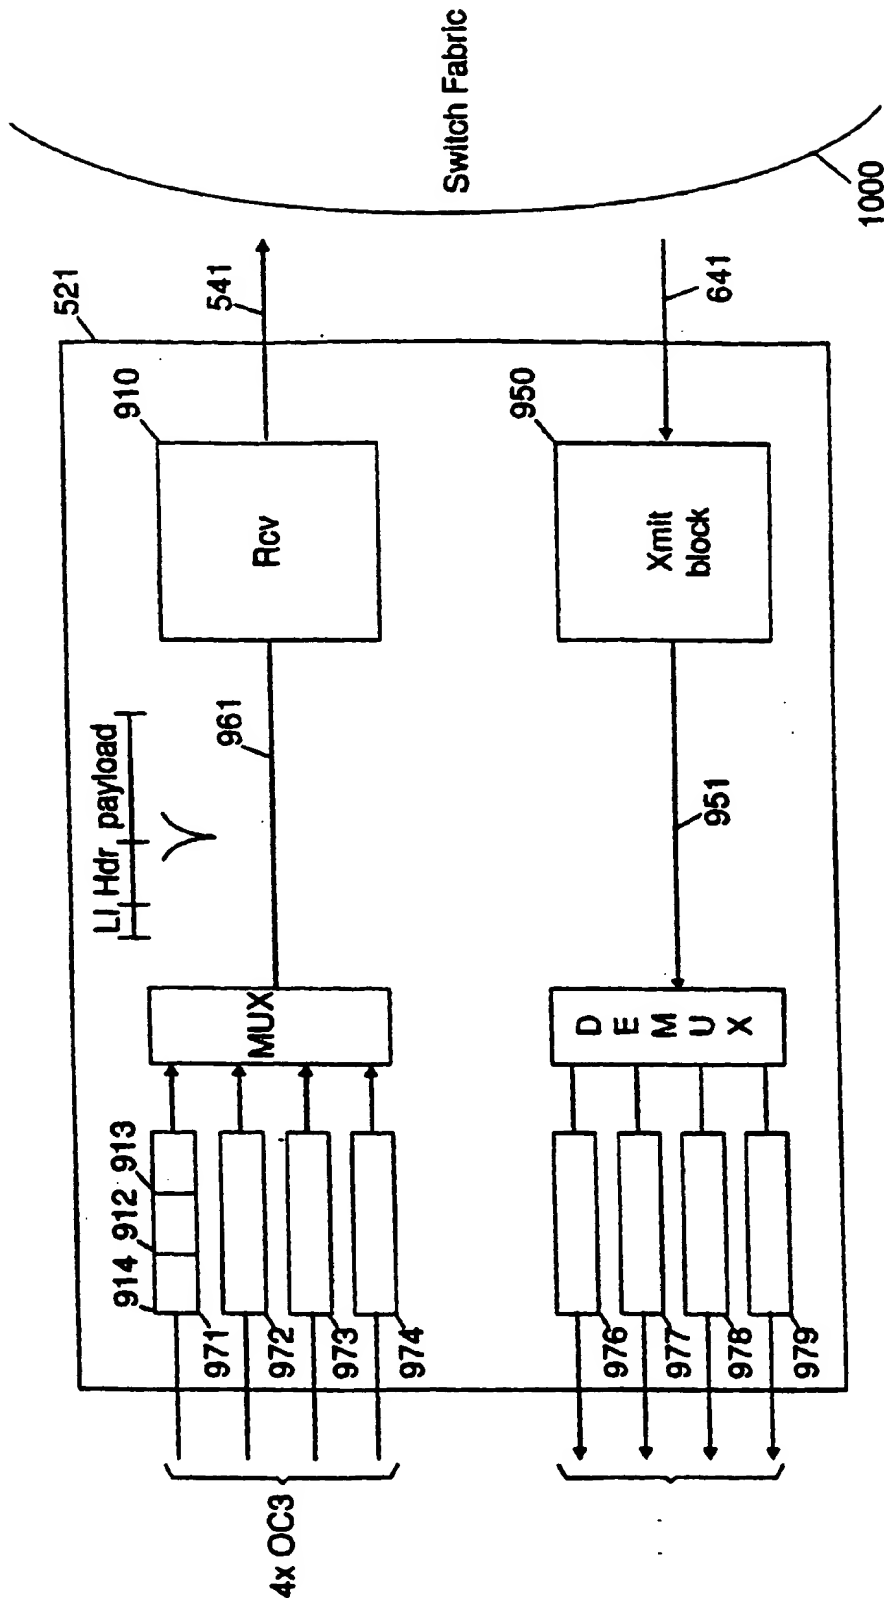 4x OC3
971
972
973
974
914
912
913
MUX
LI
Hdr
payload
961
Rcv
910
521
541
Switch Fabric
1000
976
977
978
979
D
E
M
U
X
951
Xmit
block
950
641